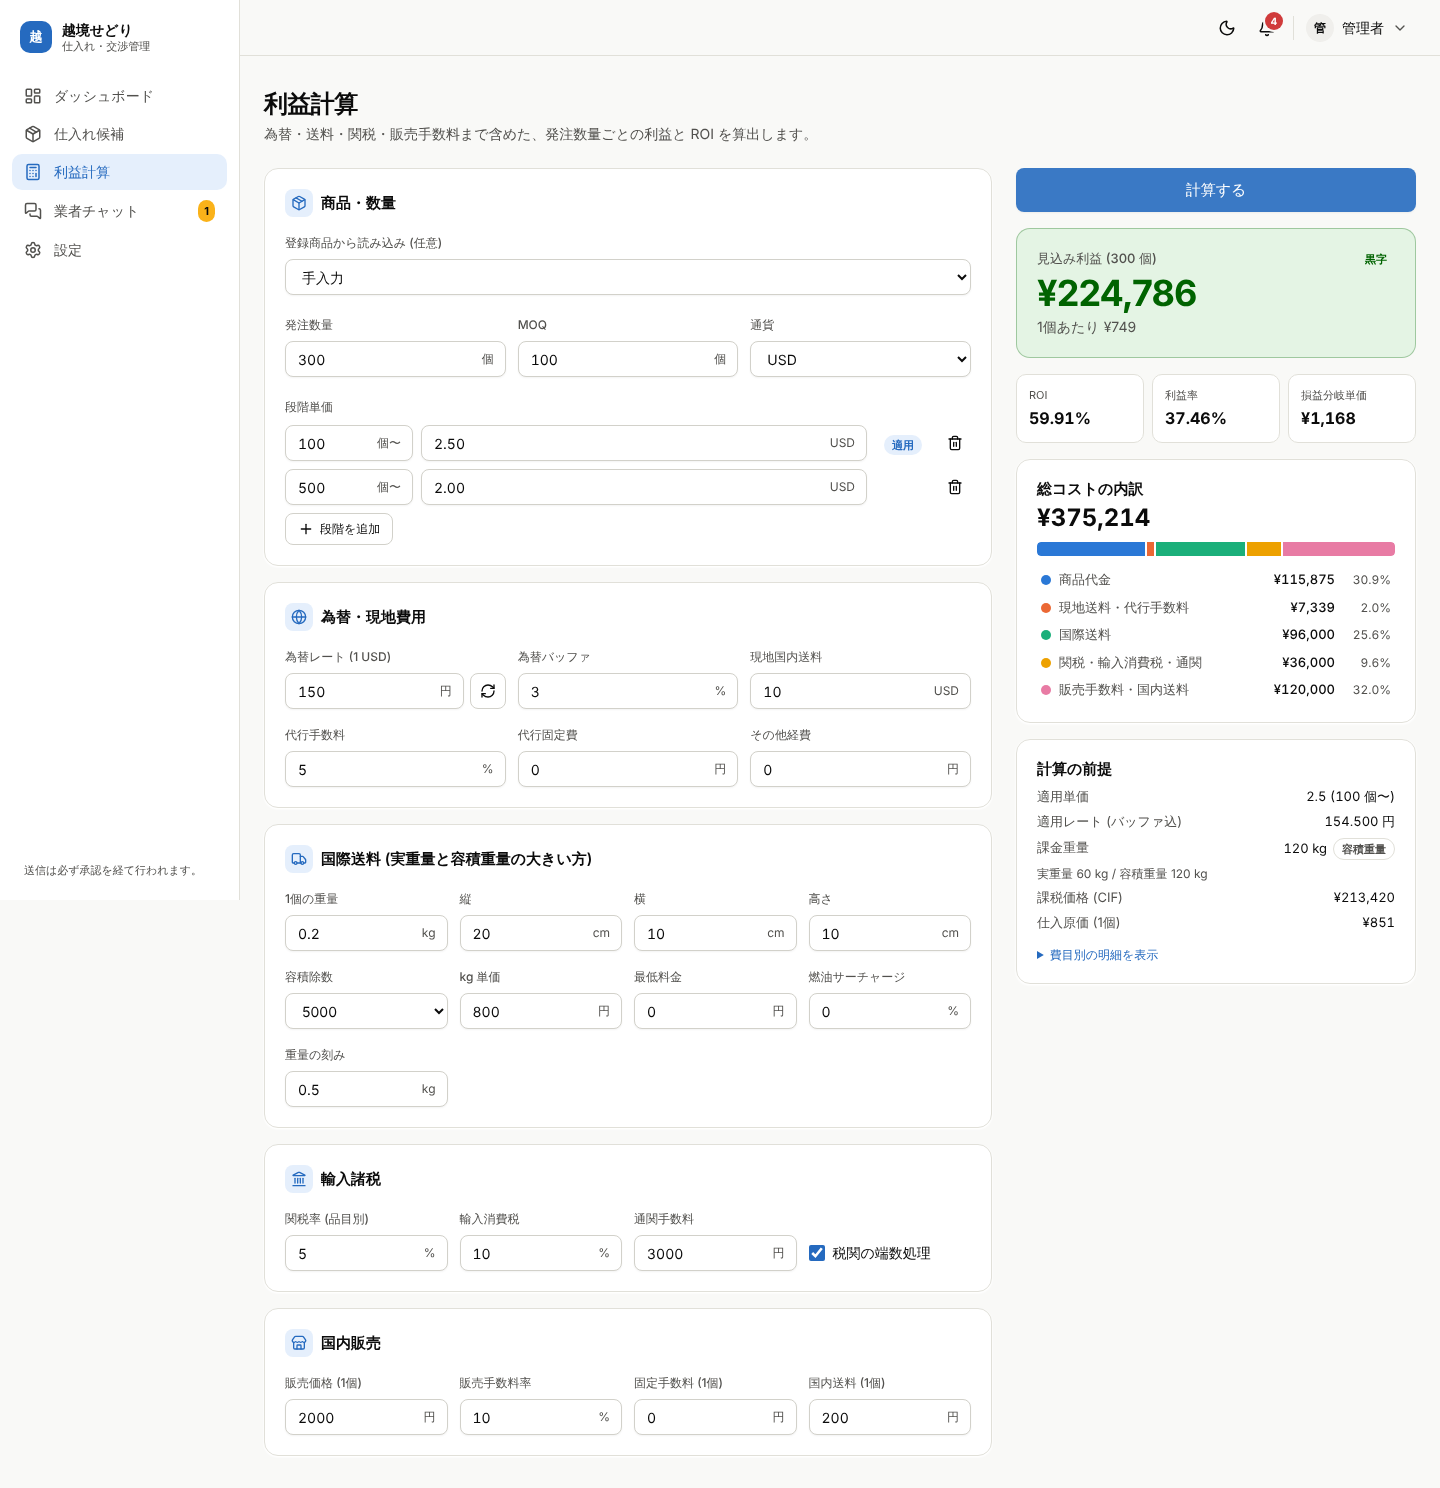 越
越境せどり
仕入れ・交渉管理
ダッシュボード
仕入れ候補
利益計算
業者チャット
1
設定
送信は必ず承認を経て行われます。
4
管
管理者
利益計算
為替・送料・関税・販売手数料まで含めた、発注数量ごとの利益と ROI を算出します。
商品・数量
登録商品から読み込み (任意)
手入力
発注数量
MOQ
通貨
300 個
100 個
USD
段階単価
100 個〜
2.50 USD
適用
500 個〜
2.00 USD
段階を追加
為替・現地費用
為替レート (1 USD)
為替バッファ
現地国内送料
150 円
3 %
10 USD
代行手数料
代行固定費
その他経費
5 %
0 円
0 円
国際送料 (実重量と容積重量の大きい方)
1個の重量
縦
横
高さ
0.2 kg
20 cm
10 cm
10 cm
容積除数
kg 単価
最低料金
燃油サーチャージ
5000
800 円
0 円
0 %
重量の刻み
0.5 kg
輸入諸税
関税率 (品目別)
輸入消費税
通関手数料
5 %
10 %
3000 円
税関の端数処理
国内販売
販売価格 (1個)
販売手数料率
固定手数料 (1個)
国内送料 (1個)
2000 円
10 %
0 円
200 円
計算する
見込み利益 (300 個)
黒字
¥224,786
1個あたり ¥749
ROI
59.91%
利益率
37.46%
損益分岐単価
¥1,168
総コストの内訳
¥375,214
商品代金 ¥115,875 30.9%
現地送料・代行手数料 ¥7,339 2.0%
国際送料 ¥96,000 25.6%
関税・輸入消費税・通関 ¥36,000 9.6%
販売手数料・国内送料 ¥120,000 32.0%
計算の前提
適用単価 2.5 (100 個〜)
適用レート (バッファ込) 154.500 円
課金重量 120 kg 容積重量
実重量 60 kg / 容積重量 120 kg
課税価格 (CIF) ¥213,420
仕入原価 (1個) ¥851
費目別の明細を表示